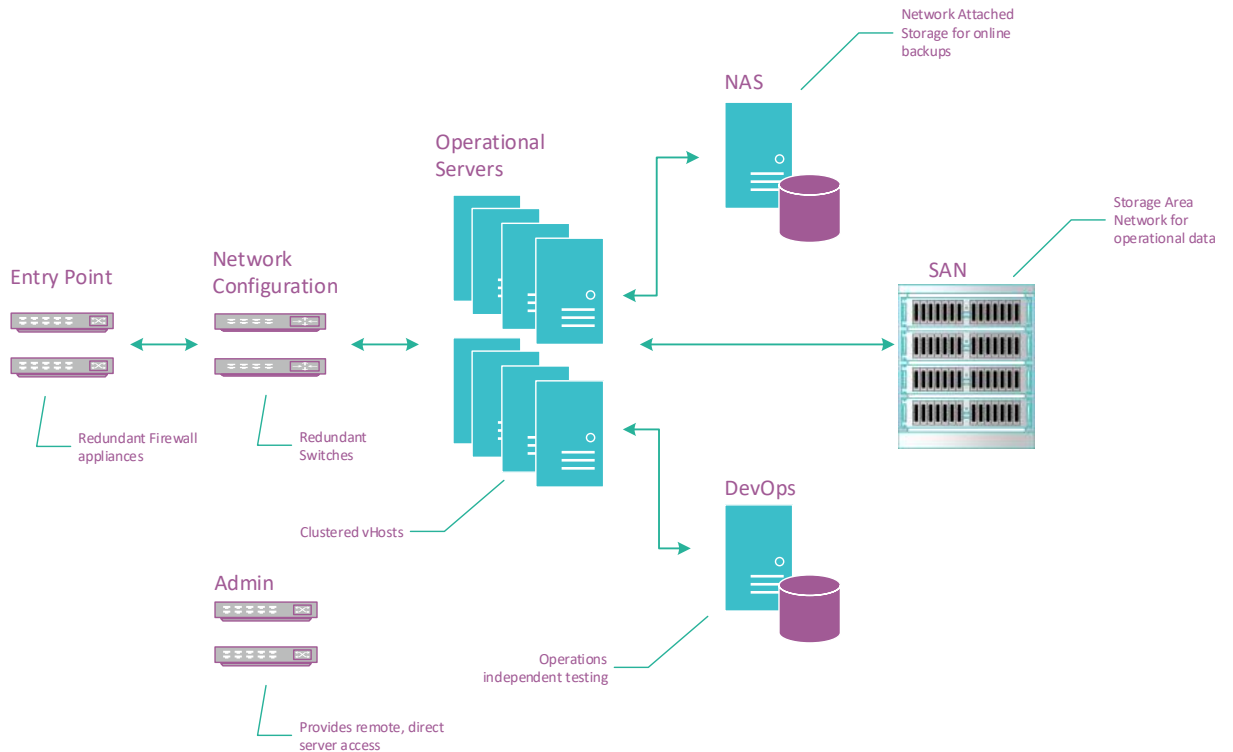 Network Attached
Storage for online
backups
NAS
Operational
Servers
Storage Area
Network for
operational data
SAN
Entry Point
Network
Configuration
Redundant Firewall
appliances
Redundant
Switches
DevOps
Clustered vHosts
Admin
Operations
independent testing
Provides remote, direct
server access